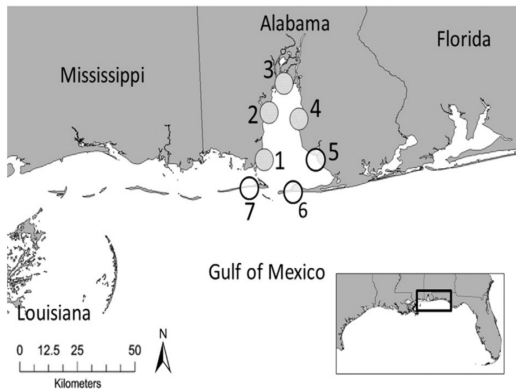 Alabama
Florida
Mississippi
3
2
4
1
5
7
6
Gulf of Mexico
Louisiana
N
0 12.5 25 50
Kilometers